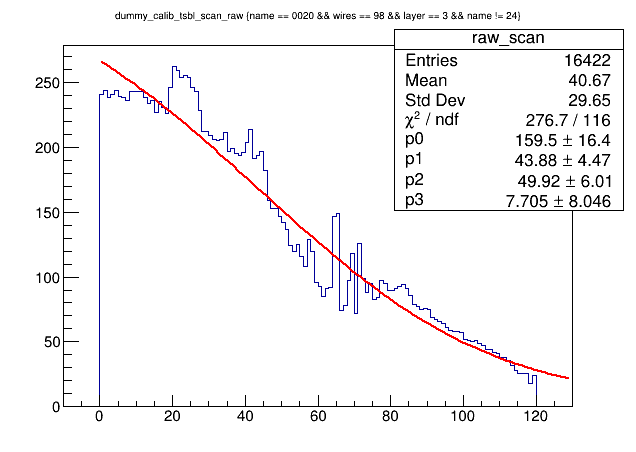 dummy_calib_tsbl_scan_raw {name == 0020 && wires == 98 && layer == 3 && name != 24}
raw_scan
Entries 16422
Mean 40.67
Std Dev 29.65
χ² / ndf 276.7 / 116
p0 159.5 ± 16.4
p1 43.88 ± 4.47
p2 49.92 ± 6.01
p3 7.705 ± 8.046
250
200
150
100
50
0
0 20 40 60 80 100 120